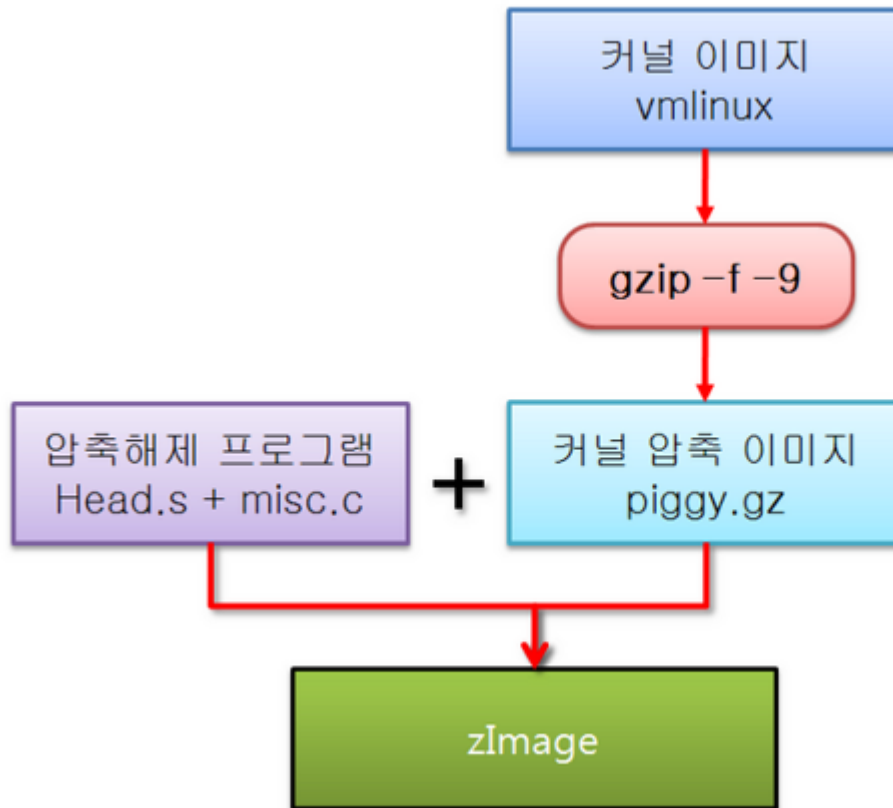 커널 이미지
vmlinux
gzip –f –9
압축해제 프로그램
Head.s + misc.c
+
커널 압축 이미지
piggy.gz
zImage